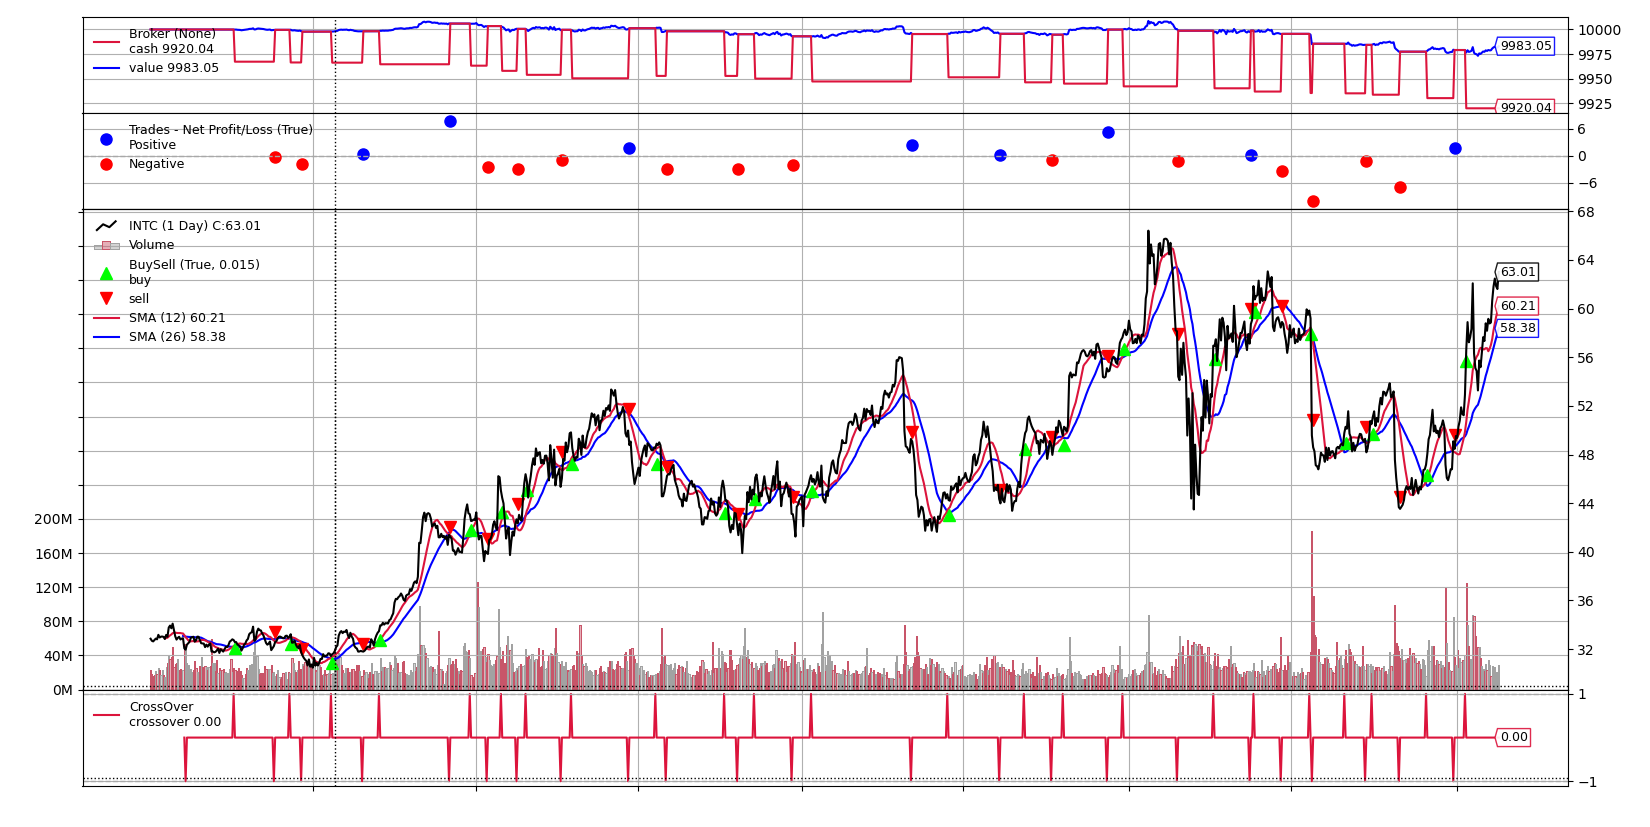 Broker (None)
cash 9920.04
value 9983.05
10000
9983.05
9975
9950
9925
9920.04
Trades - Net Profit/Loss (True)
Positive
Negative
6
0
−6
INTC (1 Day) C:63.01
Volume
BuySell (True, 0.015)
buy
sell
SMA (12) 60.21
SMA (26) 58.38
68
64
63.01
60.21
60
58.38
56
52
48
44
40
36
32
200M
160M
120M
80M
40M
0M
CrossOver
crossover 0.00
1
0.00
−1